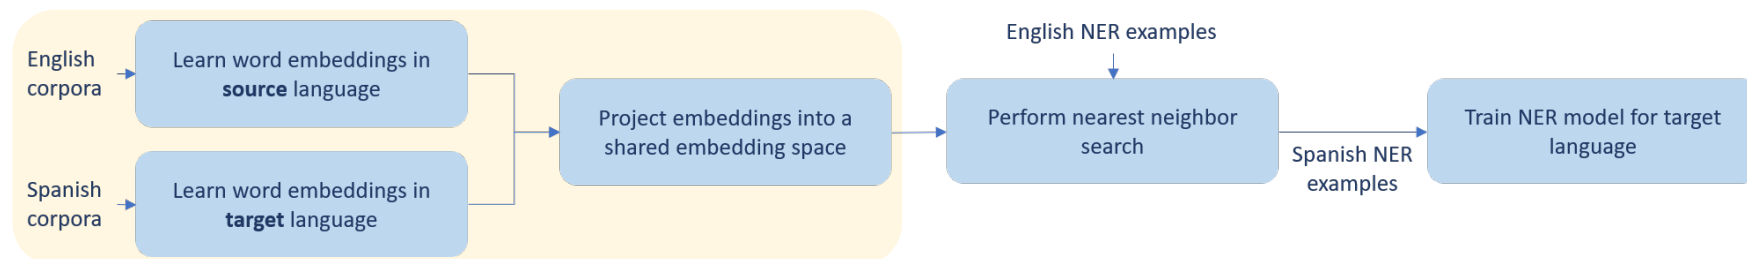 English
corpora
Learn word embeddings in
source language
Spanish
corpora
Learn word embeddings in
target language
Project embeddings into a
shared embedding space
English NER examples
Perform nearest neighbor
search
Spanish NER
examples
Train NER model for target
language